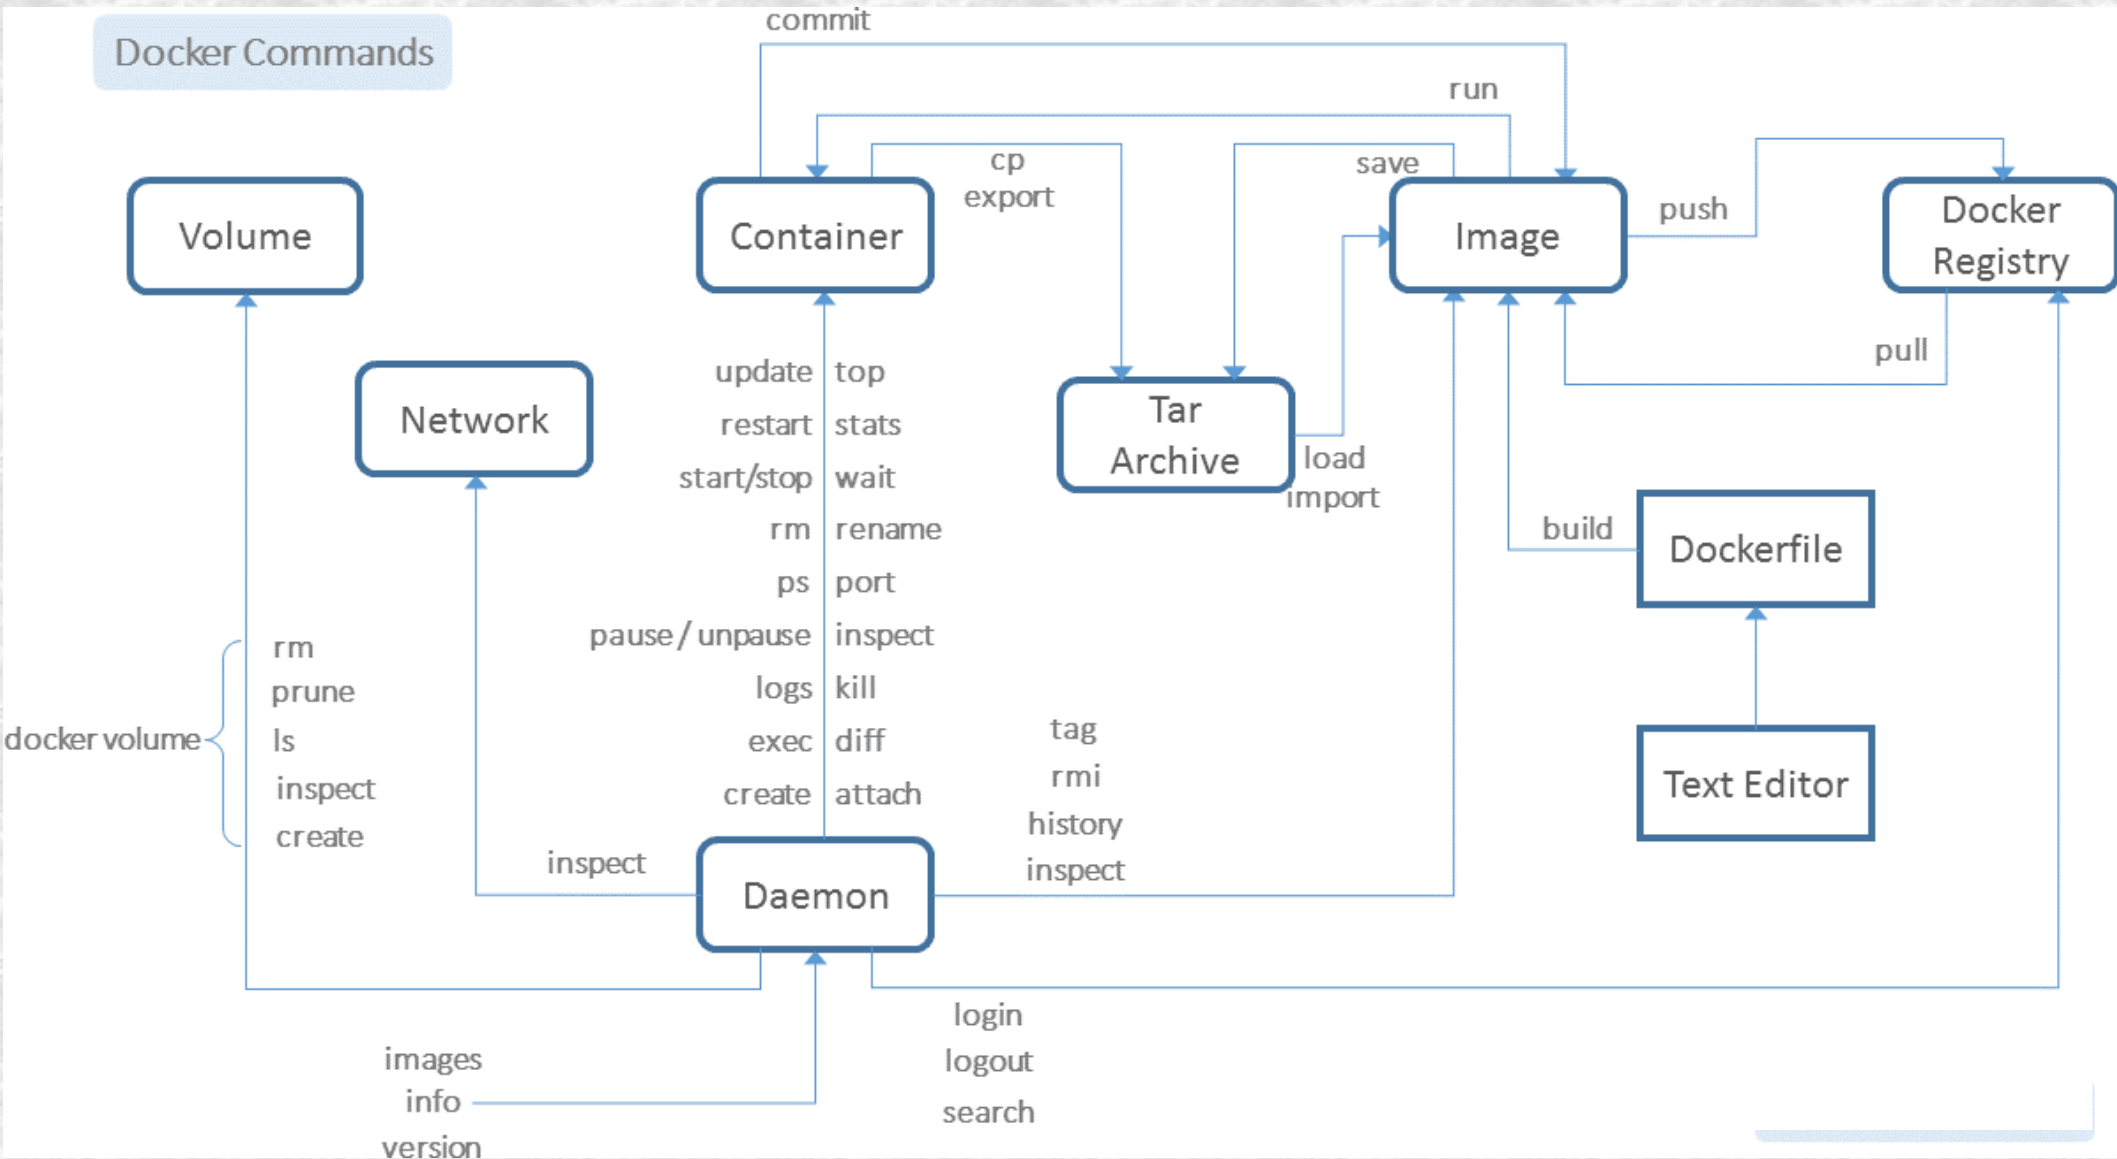 commit
Docker Commands
run
cp
export
save
push
Volume
Container
Image
Docker
Registry
pull
update top
restart stats
start/stop wait
rm rename
ps port
pause / unpause inspect
logs kill
exec diff
create attach
Network
Tar
Archive
load
import
build
Dockerfile
Text Editor
docker volume
rm
prune
ls
inspect
create
tag
rmi
history
inspect
inspect
Daemon
login
logout
search
images
info
version